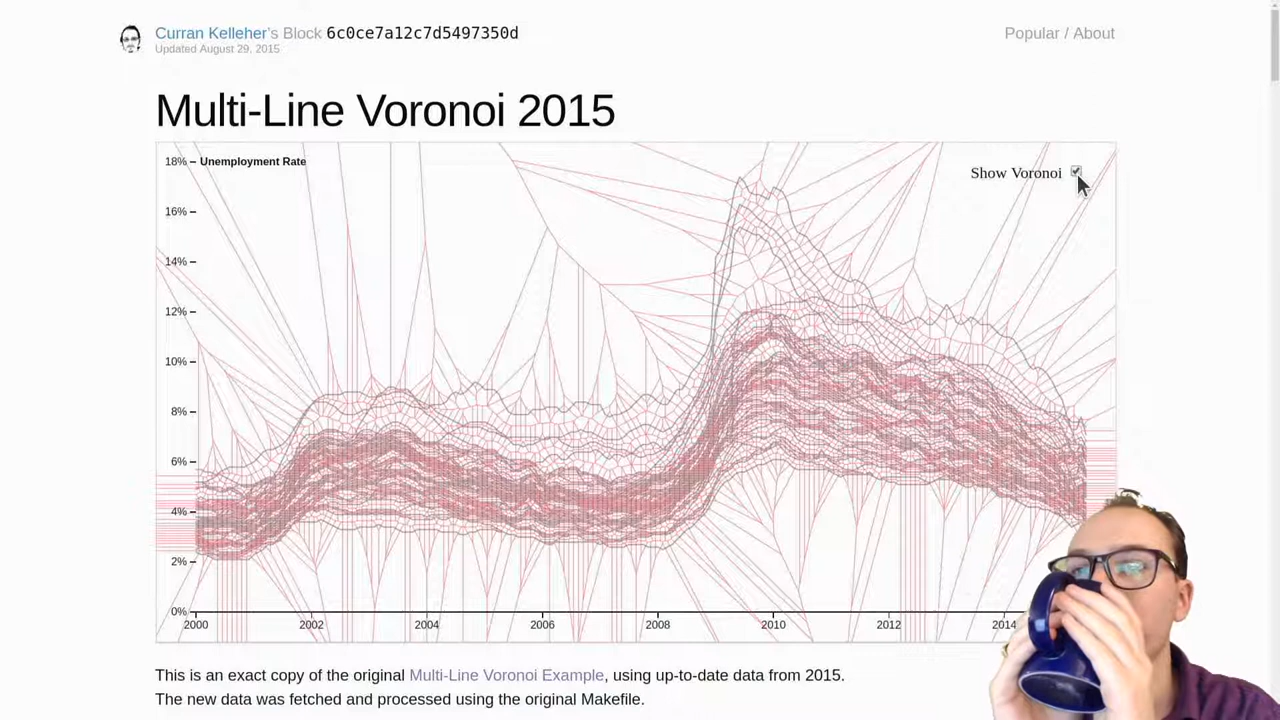 Curran Kelleher's Block 6c0ce7a12c7d5497350d
Popular / About
Updated August 29, 2015
Multi-Line Voronoi 2015
18%
Unemployment Rate
Show Voronoi
16%
14%
12%
10%
8%
6%
4%
2%
0%
2000
2002
2004
2006
2008
2010
2012
2014
This is an exact copy of the original Multi-Line Voronoi Example, using up-to-date data from 2015.
The new data was fetched and processed using the original Makefile.